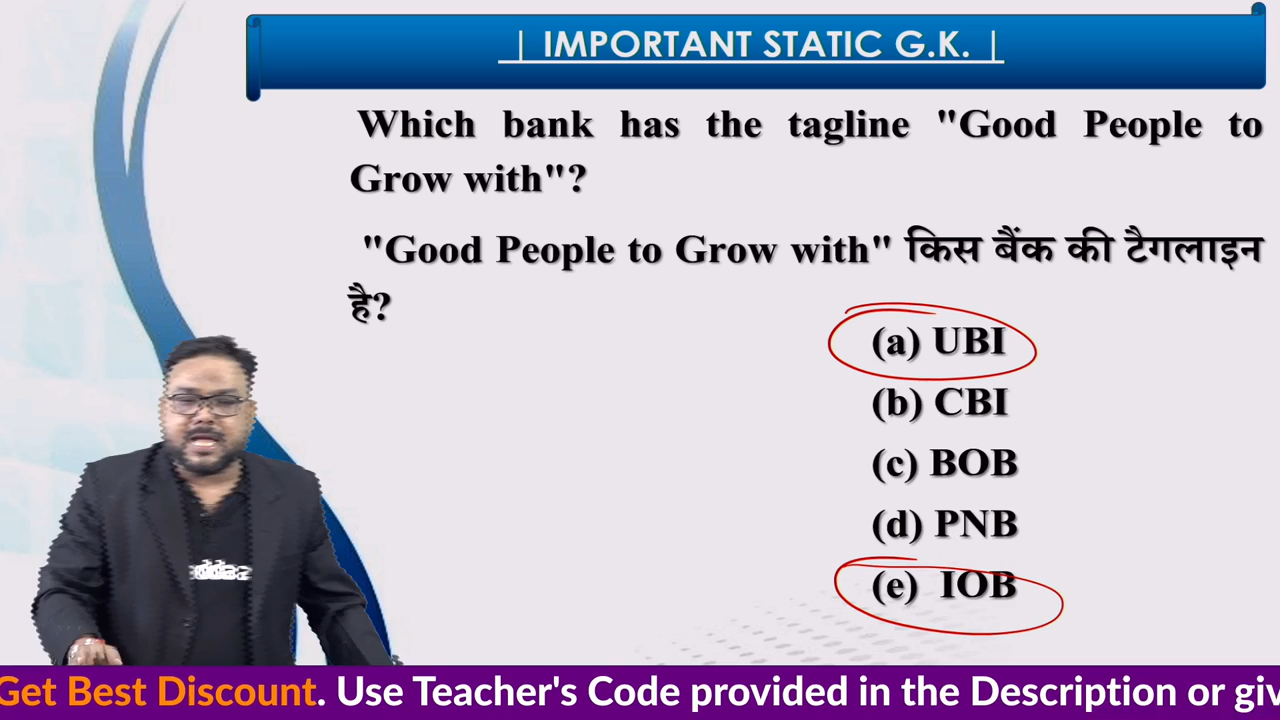 | IMPORTANT STATIC G.K. |
Which bank has the tagline "Good People to
Grow with"?
"Good People to Grow with" किस बैंक की टैगलाइन
है?
(a) UBI
(b) CBI
(c) BOB
(d) PNB
(e) IOB
Get Best Discount. Use Teacher's Code provided in the Description or giv